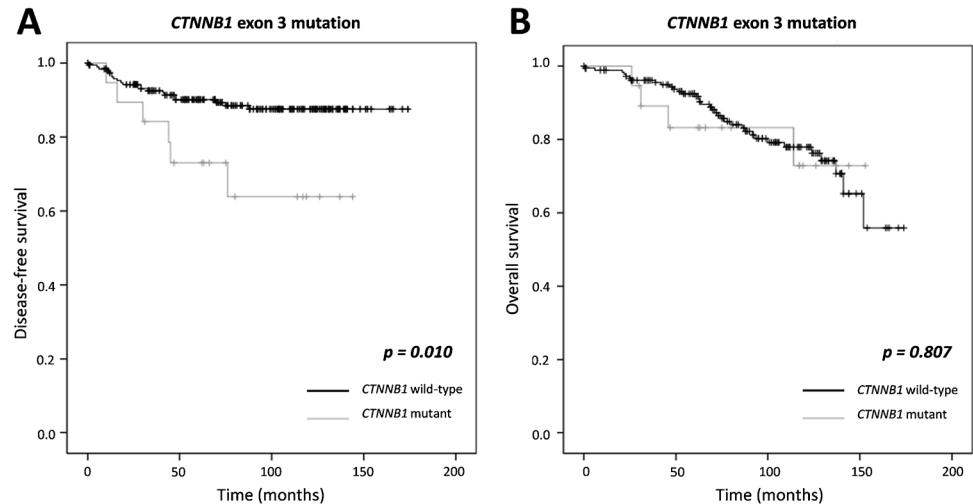 A
CTNNB1 exon 3 mutation
Disease-free survival
1.0
0.8
0.6
0.4
0.2
0.0
p = 0.010
CTNNB1 wild-type
CTNNB1 mutant
0
50
100
150
200
Time (months)
B
CTNNB1 exon 3 mutation
Overall survival
1.0
0.8
0.6
0.4
0.2
0.0
p = 0.807
CTNNB1 wild-type
CTNNB1 mutant
0
50
100
150
200
Time (months)